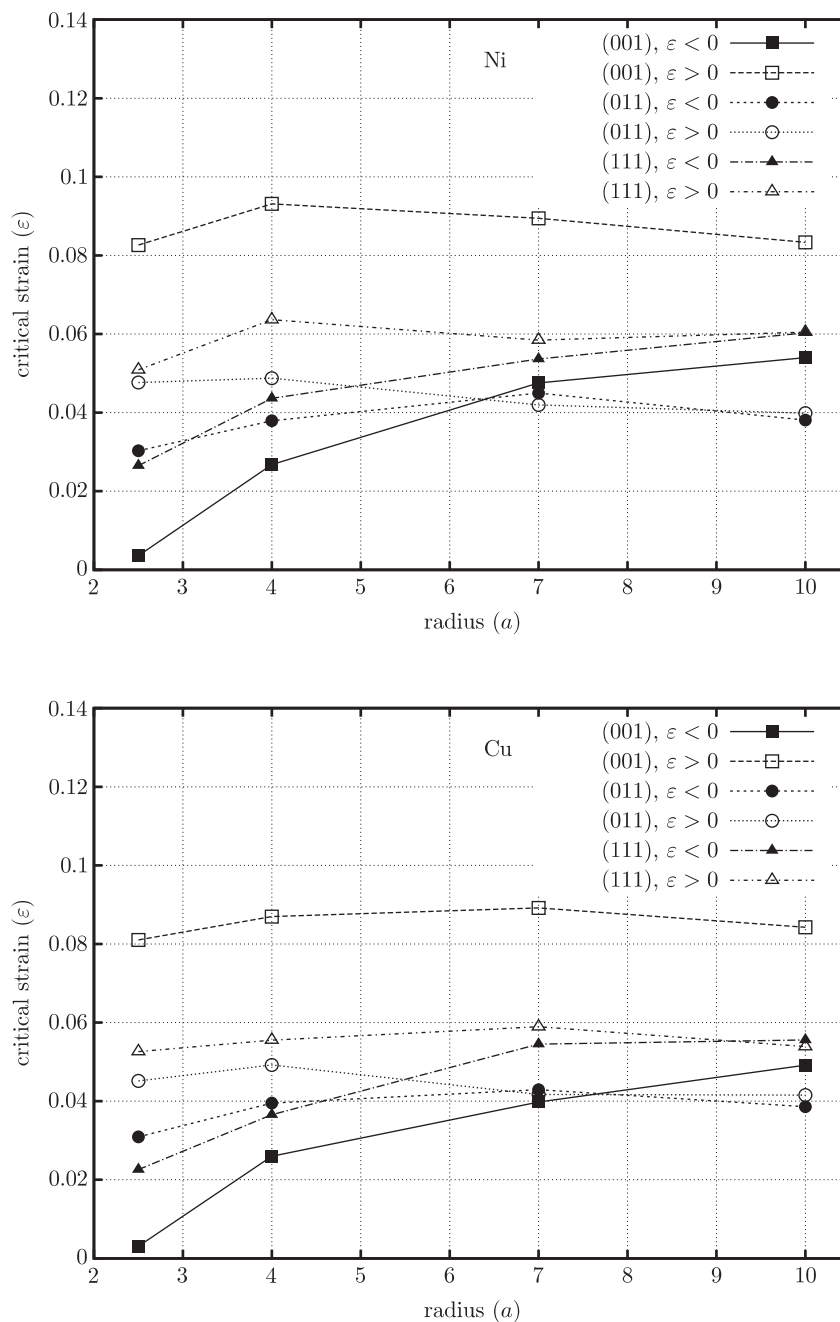 0.14
0.12
0.1
0.08
0.06
0.04
0.02
0
critical strain (ε)
Ni
(001), ε < 0
(001), ε > 0
(011), ε < 0
(011), ε > 0
(111), ε < 0
(111), ε > 0
2 3 4 5 6 7 8 9 10
radius (a)
0.14
0.12
0.1
0.08
0.06
0.04
0.02
0
critical strain (ε)
Cu
(001), ε < 0
(001), ε > 0
(011), ε < 0
(011), ε > 0
(111), ε < 0
(111), ε > 0
2 3 4 5 6 7 8 9 10
radius (a)